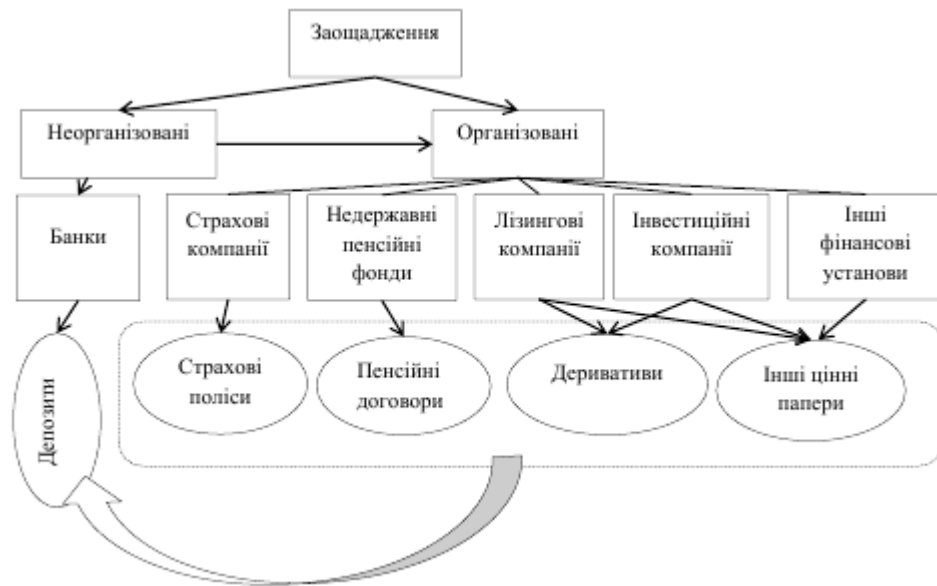 Заощадження
Неорганізовані
Організовані
Банки
Страхові
компанії
Недержавні
пенсійні
фонди
Лізингові
компанії
Інвестиційні
компанії
Інші
фінансові
установи
Депозити
Страхові
поліси
Пенсійні
договори
Деривативи
Інші цінні
папери